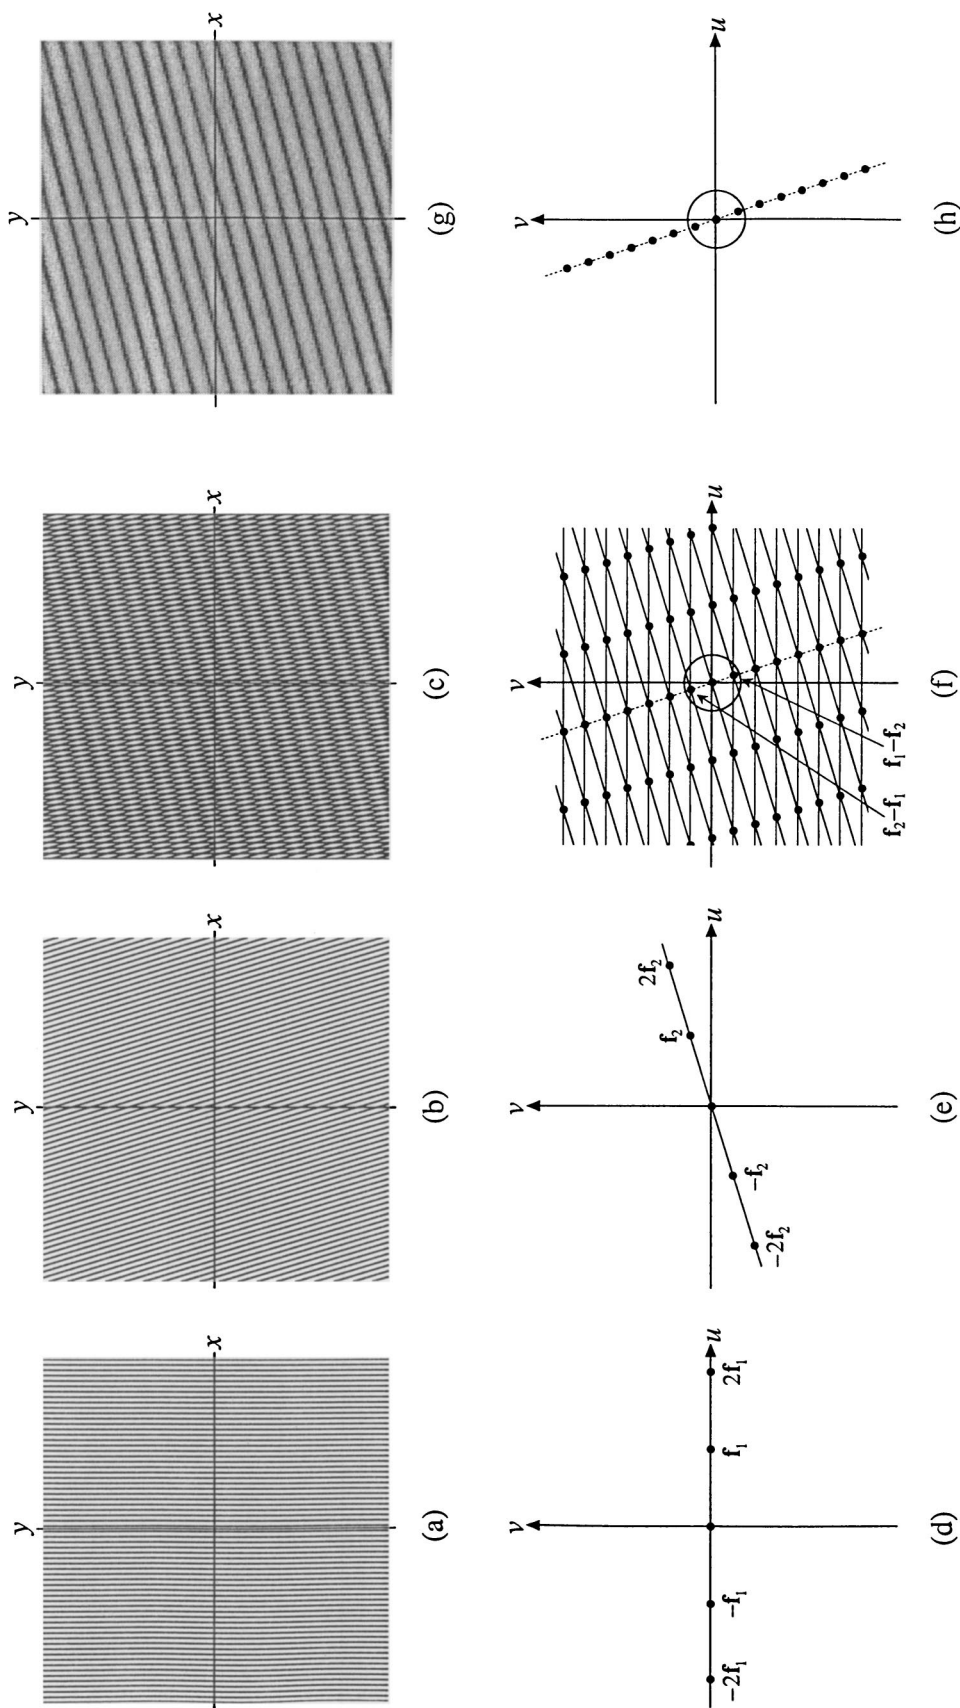 y
x
(a)
y
x
(b)
y
x
(c)
y
x
(g)
v
u
-2f₁ -f₁ f₁ 2f₁
(d)
v
2f₂
f₂
u
-f₂
-2f₂
(e)
v
u
f₂-f₁ f₁-f₂
(f)
v
u
(h)